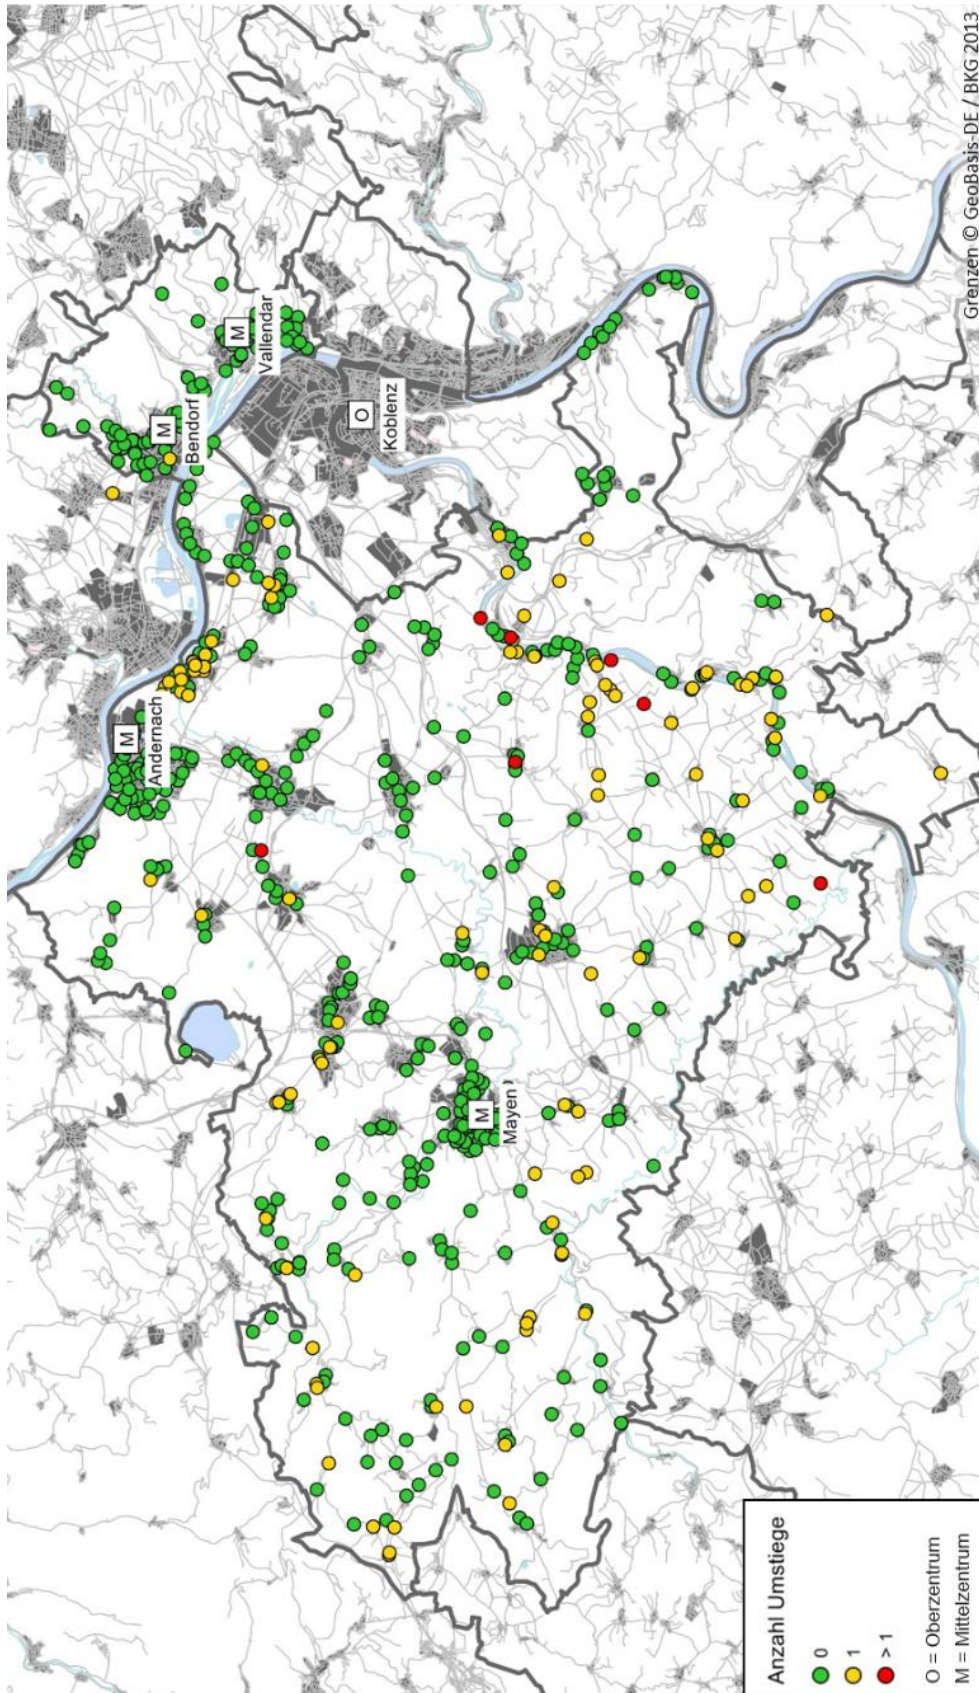 M
Andernach
M
Bendorf
M
Vallendar
O
Koblenz
M
Mayen
Anzahl Umstiege
0
1
> 1
O = Oberzentrum
M = Mittelzentrum
Grenzen © GeoBasis-DE / BKG 2013